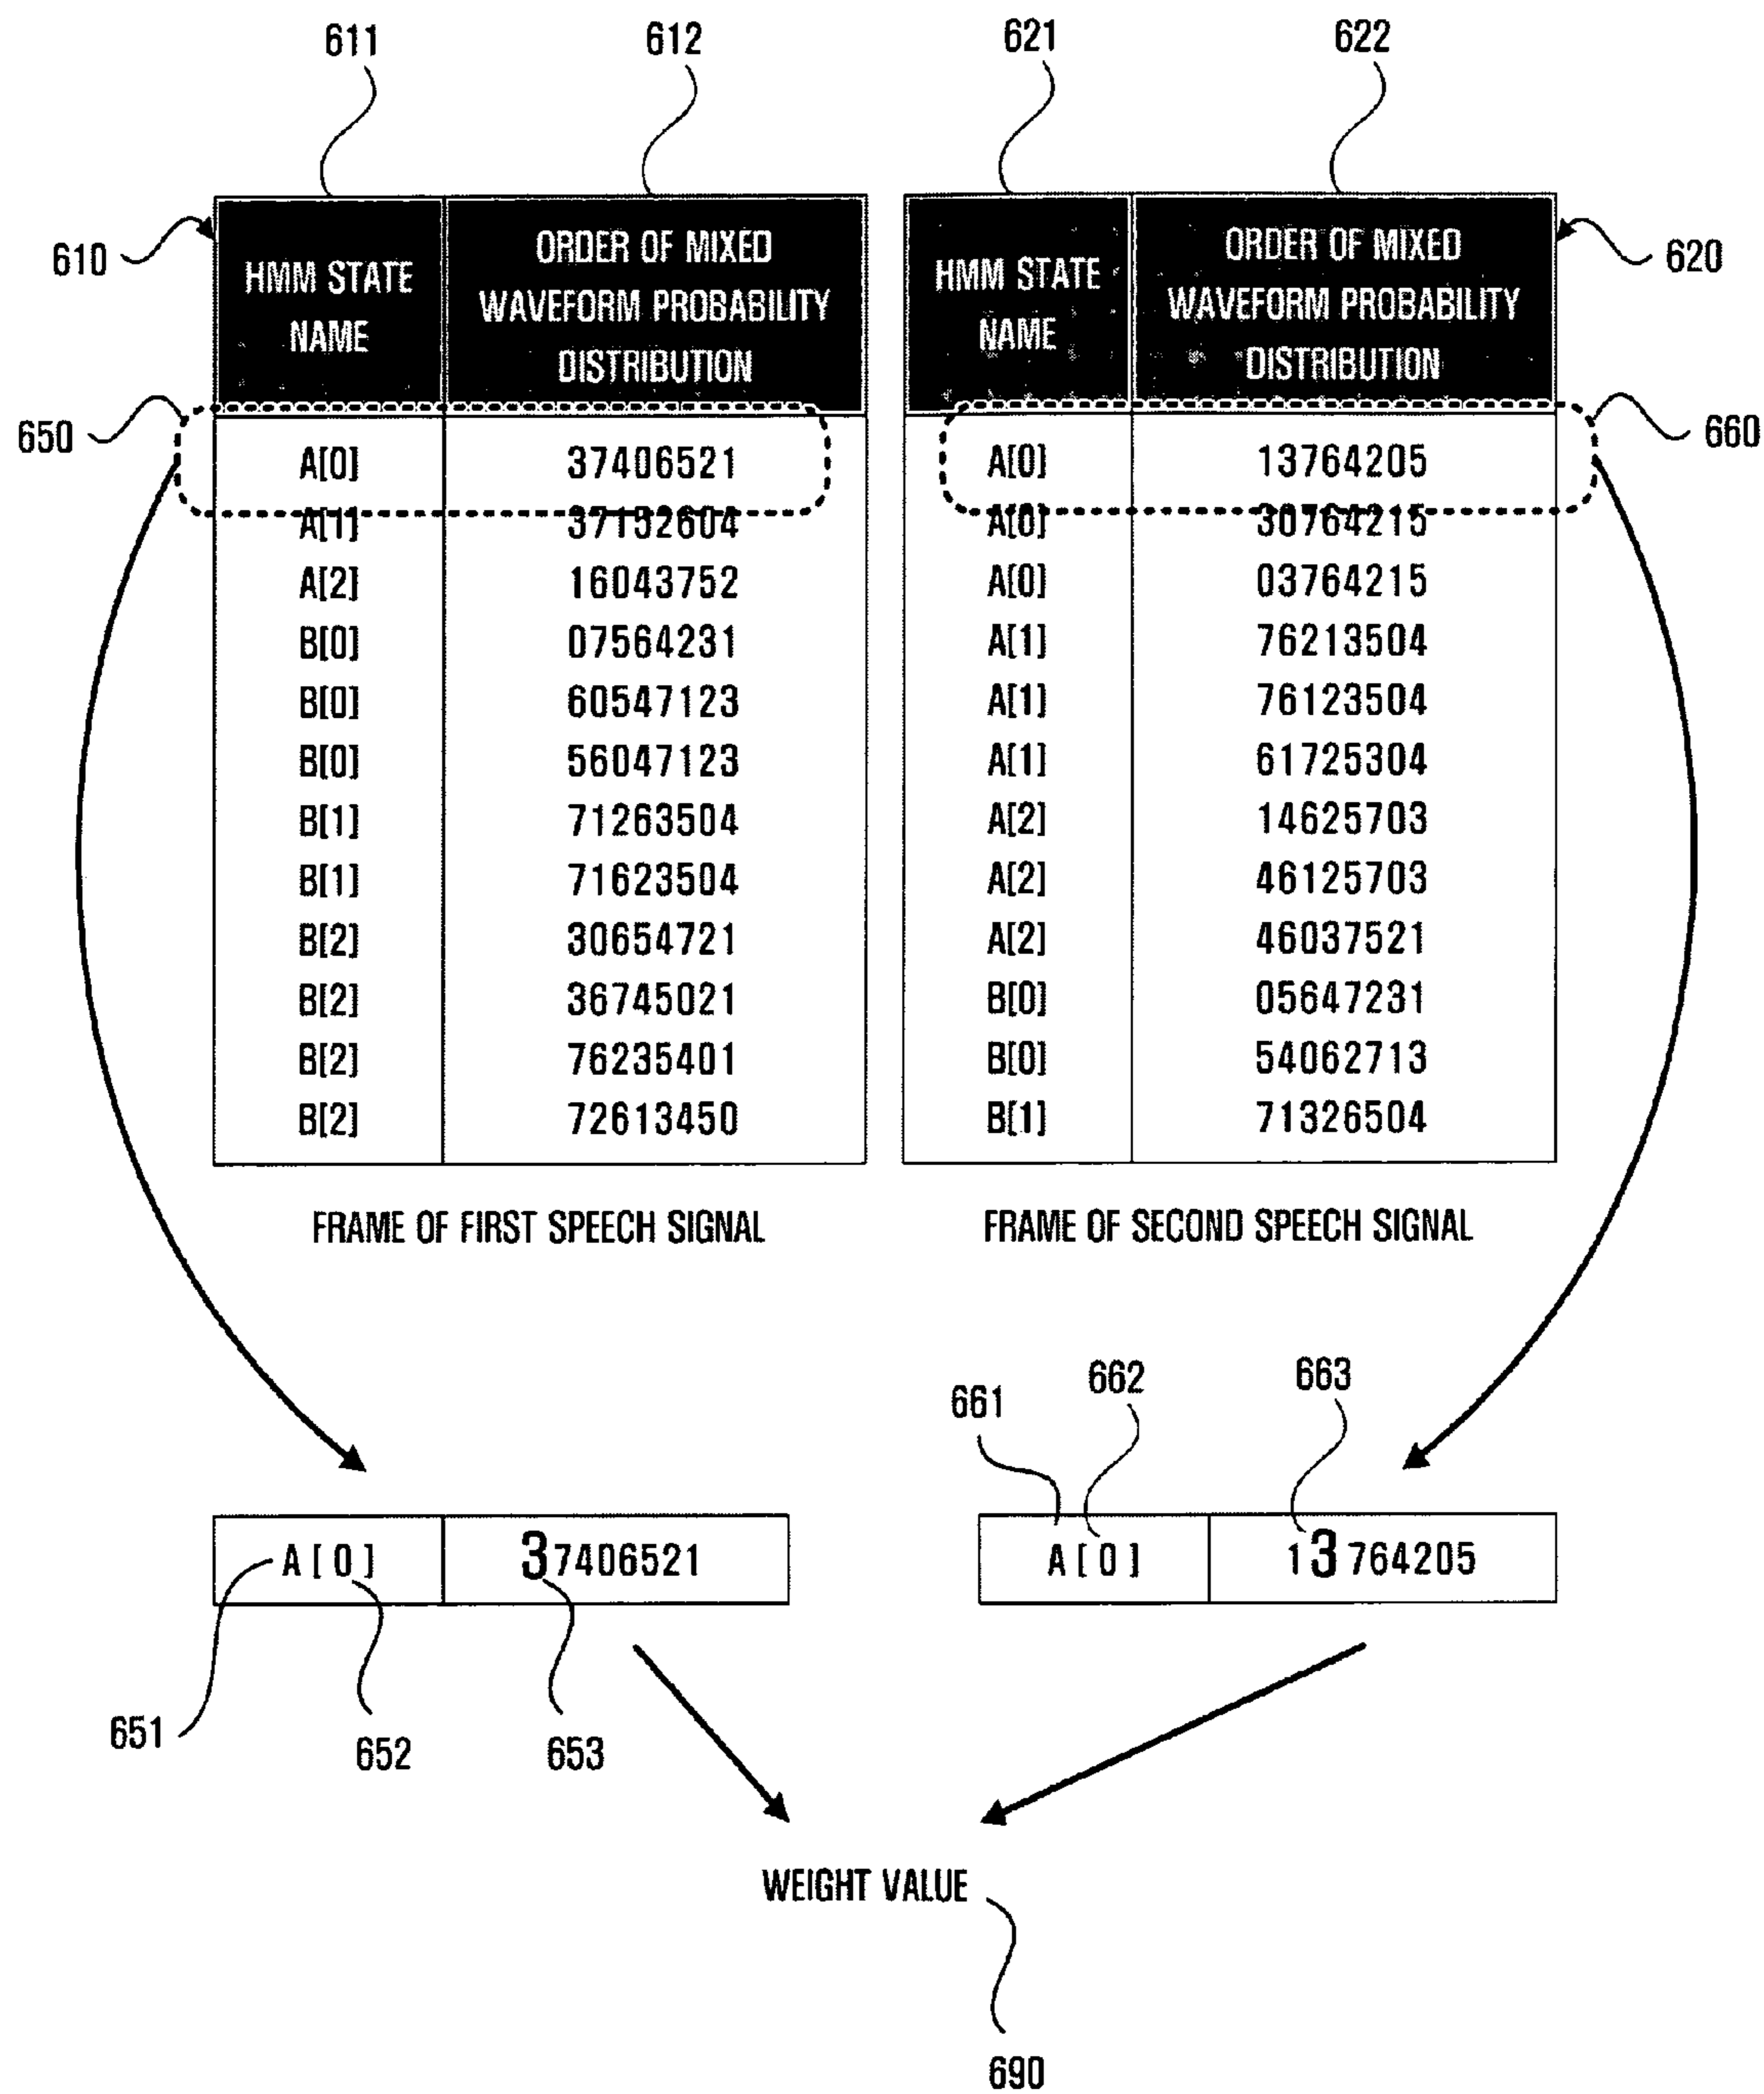 611 612 621 622
610 620
HMM STATE NAME
ORDER OF MIXED WAVEFORM PROBABILITY DISTRIBUTION
HMM STATE NAME
ORDER OF MIXED WAVEFORM PROBABILITY DISTRIBUTION
650 660
A[0] 37406521 A[0] 13764205
A[1] 37152604 A[0] 30764215
A[2] 16043752 A[0] 03764215
B[0] 07564231 A[1] 76213504
B[0] 60547123 A[1] 76123504
B[0] 56047123 A[1] 61725304
B[1] 71263504 A[2] 14625703
B[1] 71623504 A[2] 46125703
B[2] 30654721 A[2] 46037521
B[2] 36745021 B[0] 05647231
B[2] 76235401 B[0] 54062713
B[2] 72613450 B[1] 71326504
FRAME OF FIRST SPEECH SIGNAL FRAME OF SECOND SPEECH SIGNAL
661 662 663
A [ 0 ] 37406521 A [ 0 ] 13764205
651 652 653
WEIGHT VALUE
690